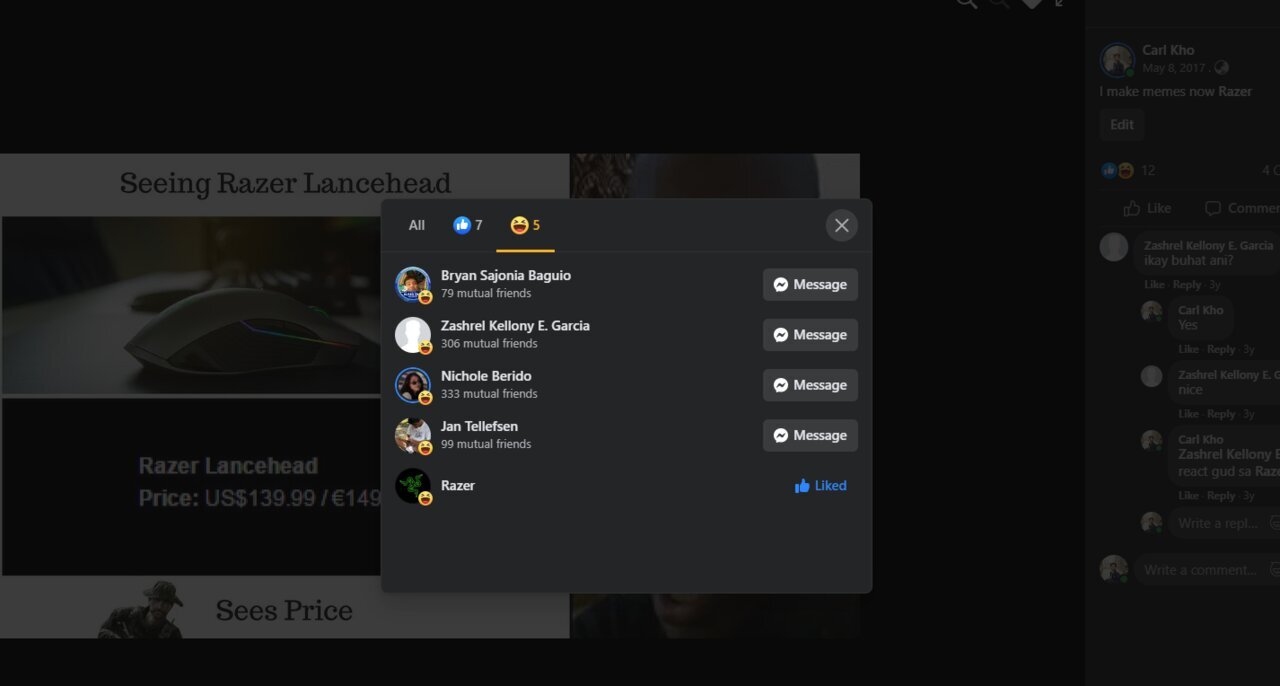 Seeing Razer Lancehead
Razer Lancehead
Price: US$139.99 / €149
Sees Price
All
7
5
Bryan Sajonia Baguio
79 mutual friends
Message
Zashrel Kellony E. Garcia
306 mutual friends
Message
Nichole Berido
333 mutual friends
Message
Jan Tellefsen
99 mutual friends
Message
Razer
Liked
Carl Kho
May 8, 2017 ·
I make memes now Razer
Edit
12
4
Like
Commen
Zashrel Kellony E. Garcia
ikay buhat ani?
Like · Reply · 3y
Carl Kho
Yes
Like · Reply · 3y
Zashrel Kellony E. G
nice
Like · Reply · 3y
Carl Kho
Zashrel Kellony E
react gud sa Raze
Like · Reply · 3y
Write a repl...
Write a comment...